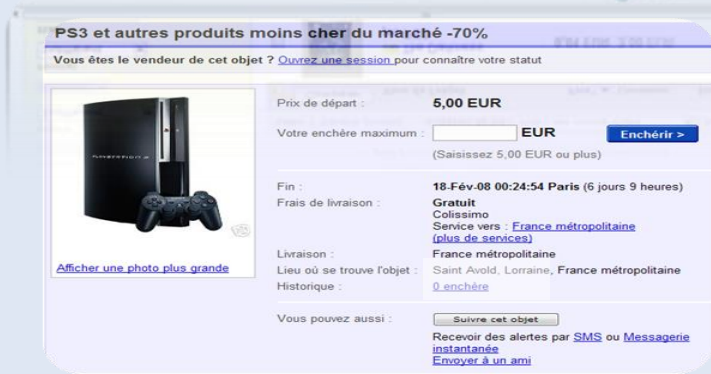 PS3 et autres produits moins cher du marché -70%
Vous êtes le vendeur de cet objet ? Ouvrez une session pour connaître votre statut
Prix de départ : 5,00 EUR
Votre enchère maximum : EUR Enchérir >
(Saisissez 5,00 EUR ou plus)
Fin : 18-Fév-08 00:24:54 Paris (6 jours 9 heures)
Frais de livraison : Gratuit
Colissimo
Service vers : France métropolitaine
(plus de services)
Livraison : France métropolitaine
Lieu où se trouve l'objet : Saint Avold, Lorraine, France métropolitaine
Historique : 0 enchère
Afficher une photo plus grande
Vous pouvez aussi : Suivre cet objet
Recevoir des alertes par SMS ou Messagerie
instantanée
Envoyer à un ami